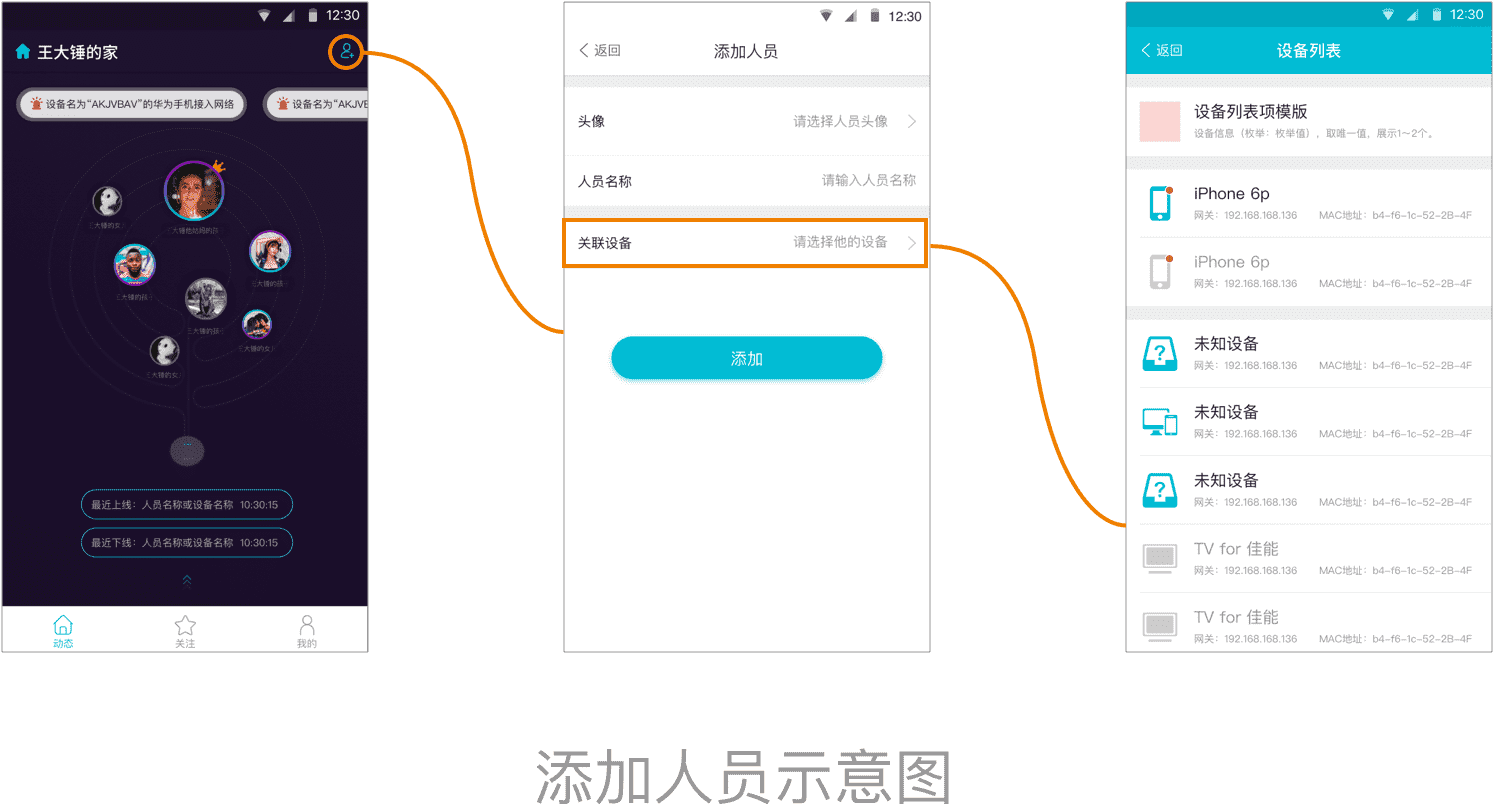 12:30
王大锤的家
设备名为“AKJVBAV”的华为手机接入网络
设备名为“AKJVB
王大锤的女
王大锤他姑妈的孩
王大锤的孩
王大锤的孩
王大锤的孩
王大锤的女
王大锤的女
最近上线：人员名称或设备名称 10:30:15
最近下线：人员名称或设备名称 10:30:15
动态
关注
我的
12:30
返回
添加人员
头像
请选择人员头像
人员名称
请输入人员名称
关联设备
请选择他的设备
添加
12:30
返回
设备列表
设备列表项模版
设备信息（枚举：枚举值），取唯一值，展示1～2个。
iPhone 6p
网关：192.168.168.136 MAC地址：b4-f6-1c-52-2B-4F
iPhone 6p
网关：192.168.168.136 MAC地址：b4-f6-1c-52-2B-4F
未知设备
网关：192.168.168.136 MAC地址：b4-f6-1c-52-2B-4F
未知设备
网关：192.168.168.136 MAC地址：b4-f6-1c-52-2B-4F
未知设备
网关：192.168.168.136 MAC地址：b4-f6-1c-52-2B-4F
TV for 佳能
网关：192.168.168.136 MAC地址：b4-f6-1c-52-2B-4F
TV for 佳能
网关：192.168.168.136 MAC地址：b4-f6-1c-52-2B-4F
添加人员示意图